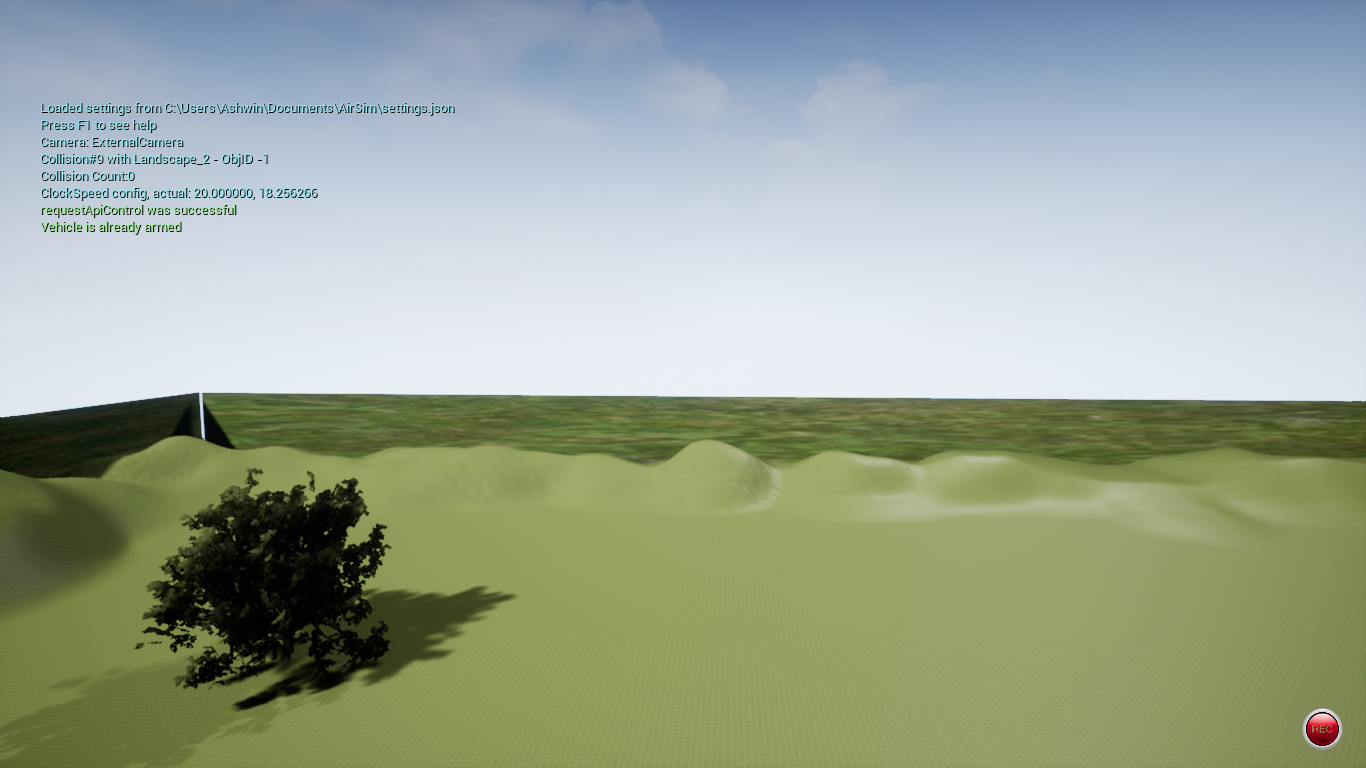 Loaded settings from C:\Users\Ashwin\Documents\AirSim\settings.json
Press F1 to see help
Camera: ExternalCamera
Collision#9 with Landscape_2 - ObjID -1
Collision Count:0
ClockSpeed config, actual: 20.000000, 18.256266
requestApiControl was successful
Vehicle is already armed
REC